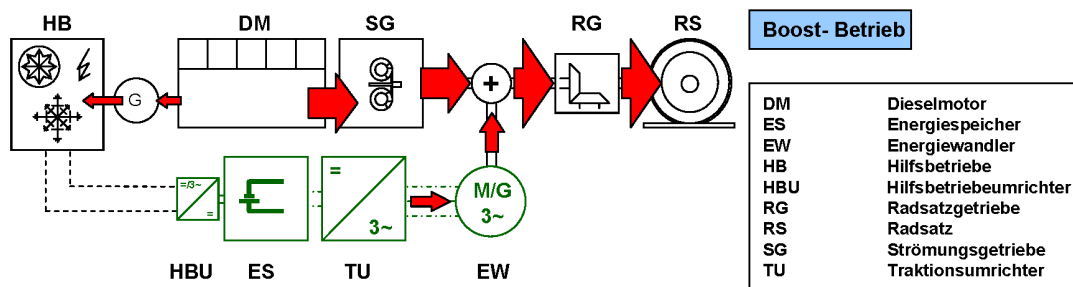 HB DM SG RG RS
Boost- Betrieb
G
+
=/3~
=
=
3~
M/G
3~
HBU ES TU EW
DM Dieselmotor
ES Energiespeicher
EW Energiewandler
HB Hilfsbetriebe
HBU Hilfsbetriebeumrichter
RG Radsatzgetriebe
RS Radsatz
SG Strömungsgetriebe
TU Traktionsumrichter